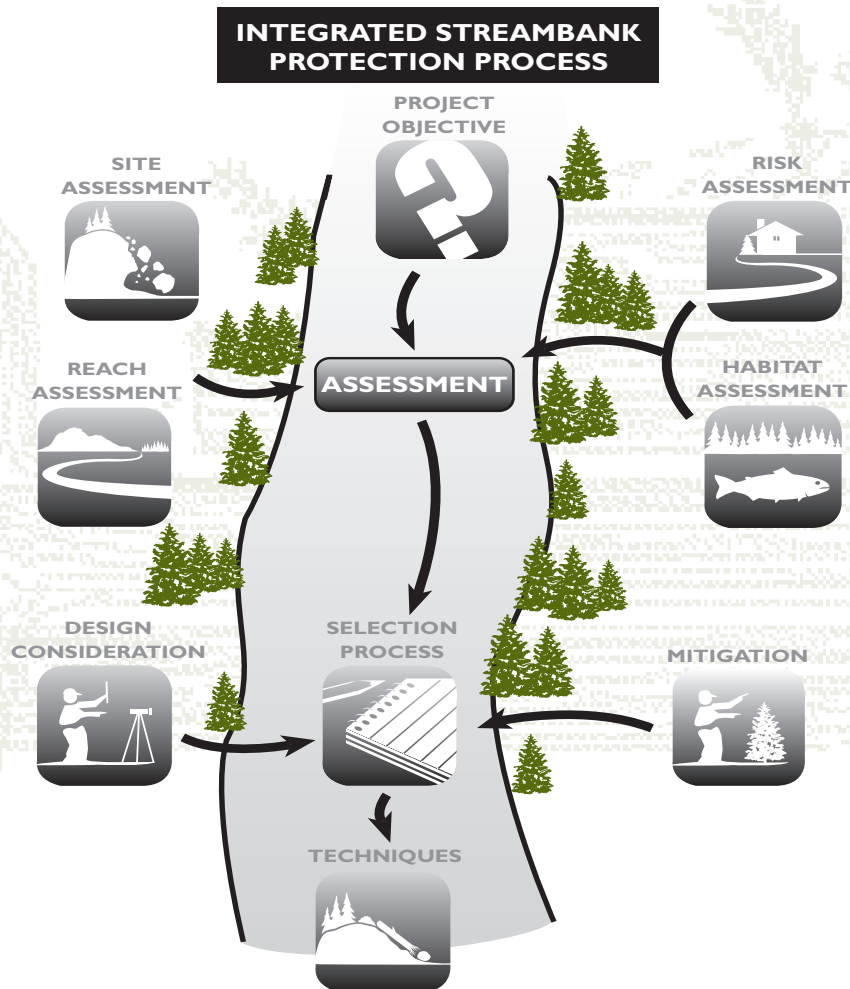 INTEGRATED STREAMBANK
PROTECTION PROCESS
PROJECT
OBJECTIVE
SITE
ASSESSMENT
RISK
ASSESSMENT
REACH
ASSESSMENT
ASSESSMENT
HABITAT
ASSESSMENT
DESIGN
CONSIDERATION
SELECTION
PROCESS
MITIGATION
TECHNIQUES